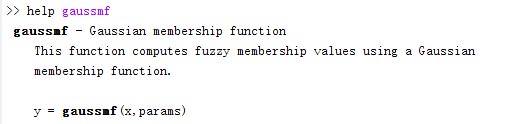 >> help gaussmf
gaussmf - Gaussian membership function
This function computes fuzzy membership values using a Gaussian
membership function.
y = gaussmf(x,params)